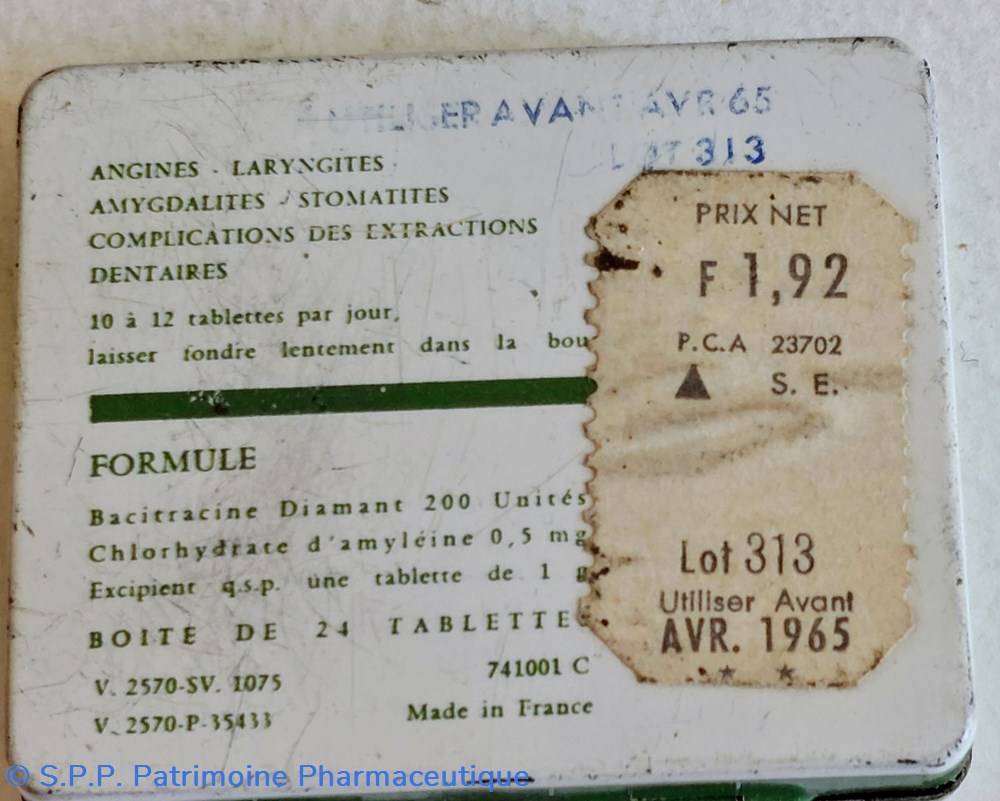 A UTILISER AVANT AVR 65
LOT 313
ANGINES - LARYNGITES
AMYGDALITES - STOMATITES
COMPLICATIONS DES EXTRACTIONS
DENTAIRES
10 à 12 tablettes par jour,
laisser fondre lentement dans la bou
FORMULE
Bacitracine Diamant 200 Unités
Chlorhydrate d'amyléine 0,5 mg
Excipient q.s.p. une tablette de 1 g
BOITE DE 24 TABLETTES
V. 2570-SV. 1075
741001 C
V. 2570-P-35433
Made in France
PRIX NET
F 1,92
P.C.A 23702
▲ S. E.
Lot 313
Utiliser Avant
AVR. 1965
★ ★
© S.P.P. Patrimoine Pharmaceutique